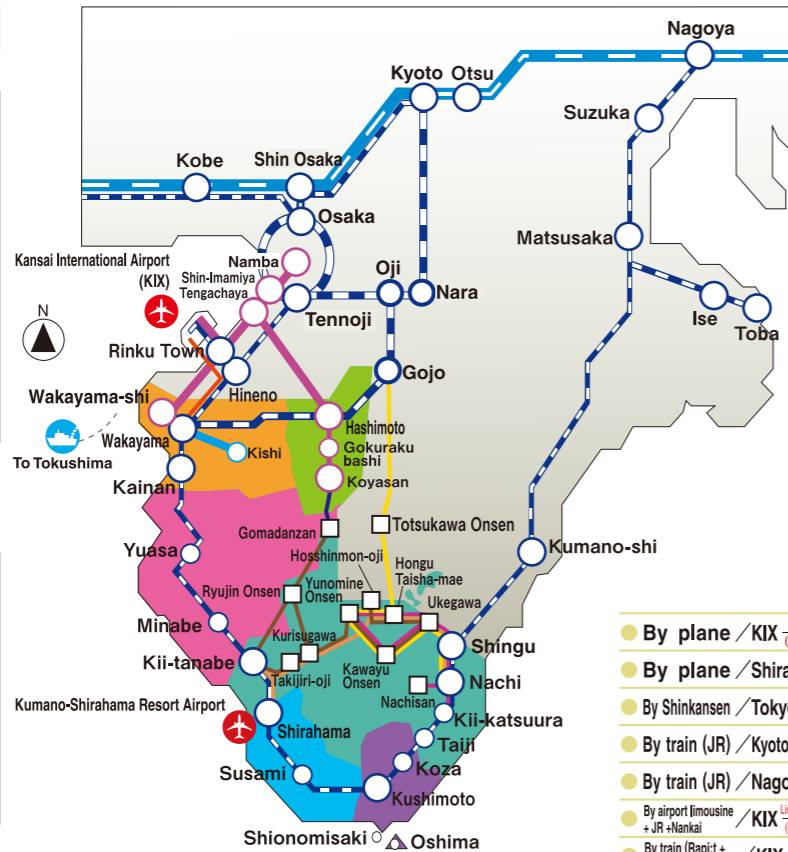 Nagoya
Kyoto
Otsu
Suzuka
Kobe
Shin Osaka
Osaka
Matsusaka
Kansai International Airport
(KIX)
Namba
Shin-Imamiya
Tengachaya
Oji
Nara
Tennoji
Ise
Toba
N
Rinku Town
Hineno
Gojo
Wakayama-shi
Wakayama
Hashimoto
To Tokushima
Kishi
Gokuraku
bashi
Kainan
Koyasan
Gomadanzan
Totsukawa Onsen
Yuasa
Hosshinmon-oji
Hongu
Taisha-mae
Kumano-shi
Ryujin Onsen
Yunomine
Onsen
Ukegawa
Minabe
Kurisugawa
Shingu
Kii-tanabe
Takijiri-oji
Kawayu
Onsen
Nachi
Nachisan
Kumano-Shirahama Resort Airport
Shirahama
Kii-katsuura
Taiji
Susami
Koza
Kushimoto
Shionomisaki
Oshima
By plane / KIX
By plane / Shira
By Shinkansen / Toky
By train (JR) / Kyoto
By train (JR) / Nago
By airport limousine
+ JR +Nankai / KIX
By train (Rapi:t +